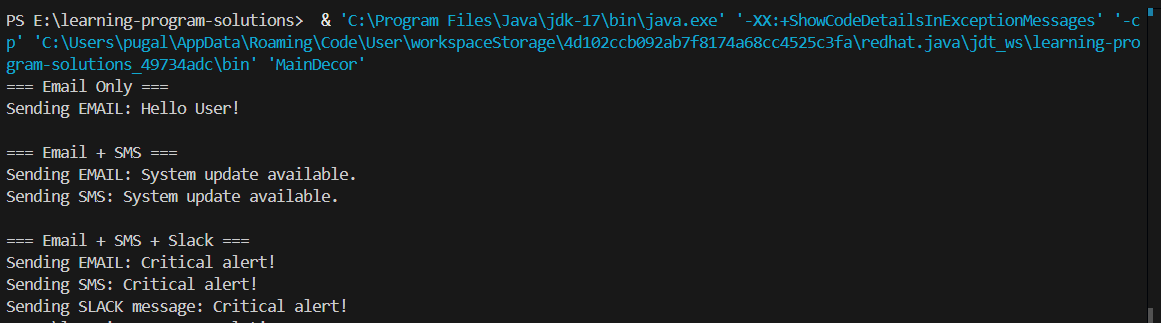 PS E:\learning-program-solutions>  & 'C:\Program Files\Java\jdk-17\bin\java.exe' '-XX:+ShowCodeDetailsInExceptionMessages' '-c
p' 'C:\Users\pugal\AppData\Roaming\Code\User\workspaceStorage\4d102ccb092ab7f8174a68cc4525c3fa\redhat.java\jdt_ws\learning-pro
gram-solutions_49734adc\bin' 'MainDecor'
=== Email Only ===
Sending EMAIL: Hello User!
=== Email + SMS ===
Sending EMAIL: System update available.
Sending SMS: System update available.
=== Email + SMS + Slack ===
Sending EMAIL: Critical alert!
Sending SMS: Critical alert!
Sending SLACK message: Critical alert!